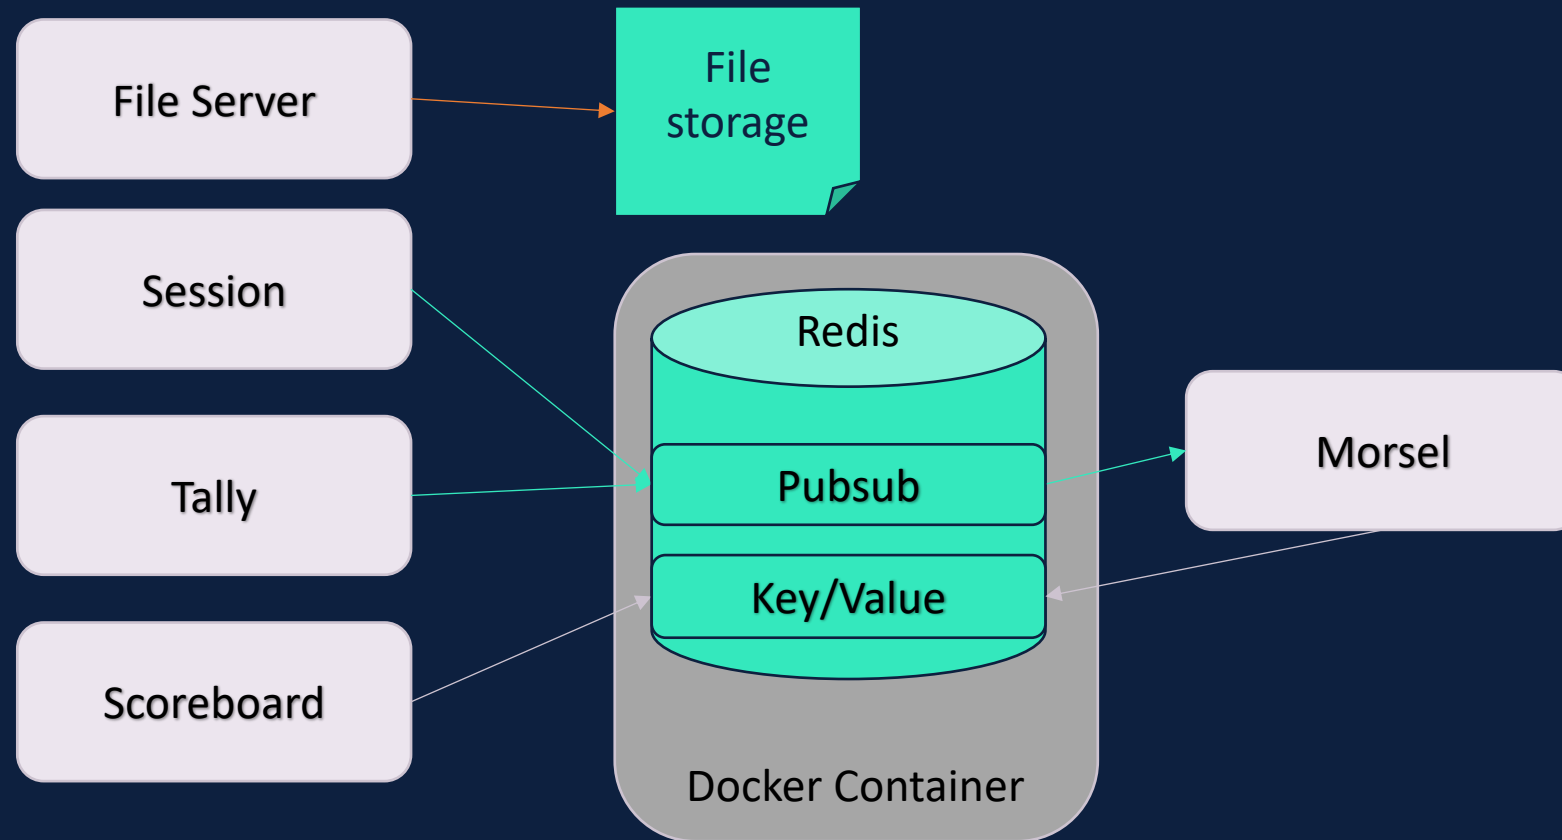 File Server
File
storage
Session
Redis
Tally
Pubsub
Morsel
Key/Value
Scoreboard
Docker Container